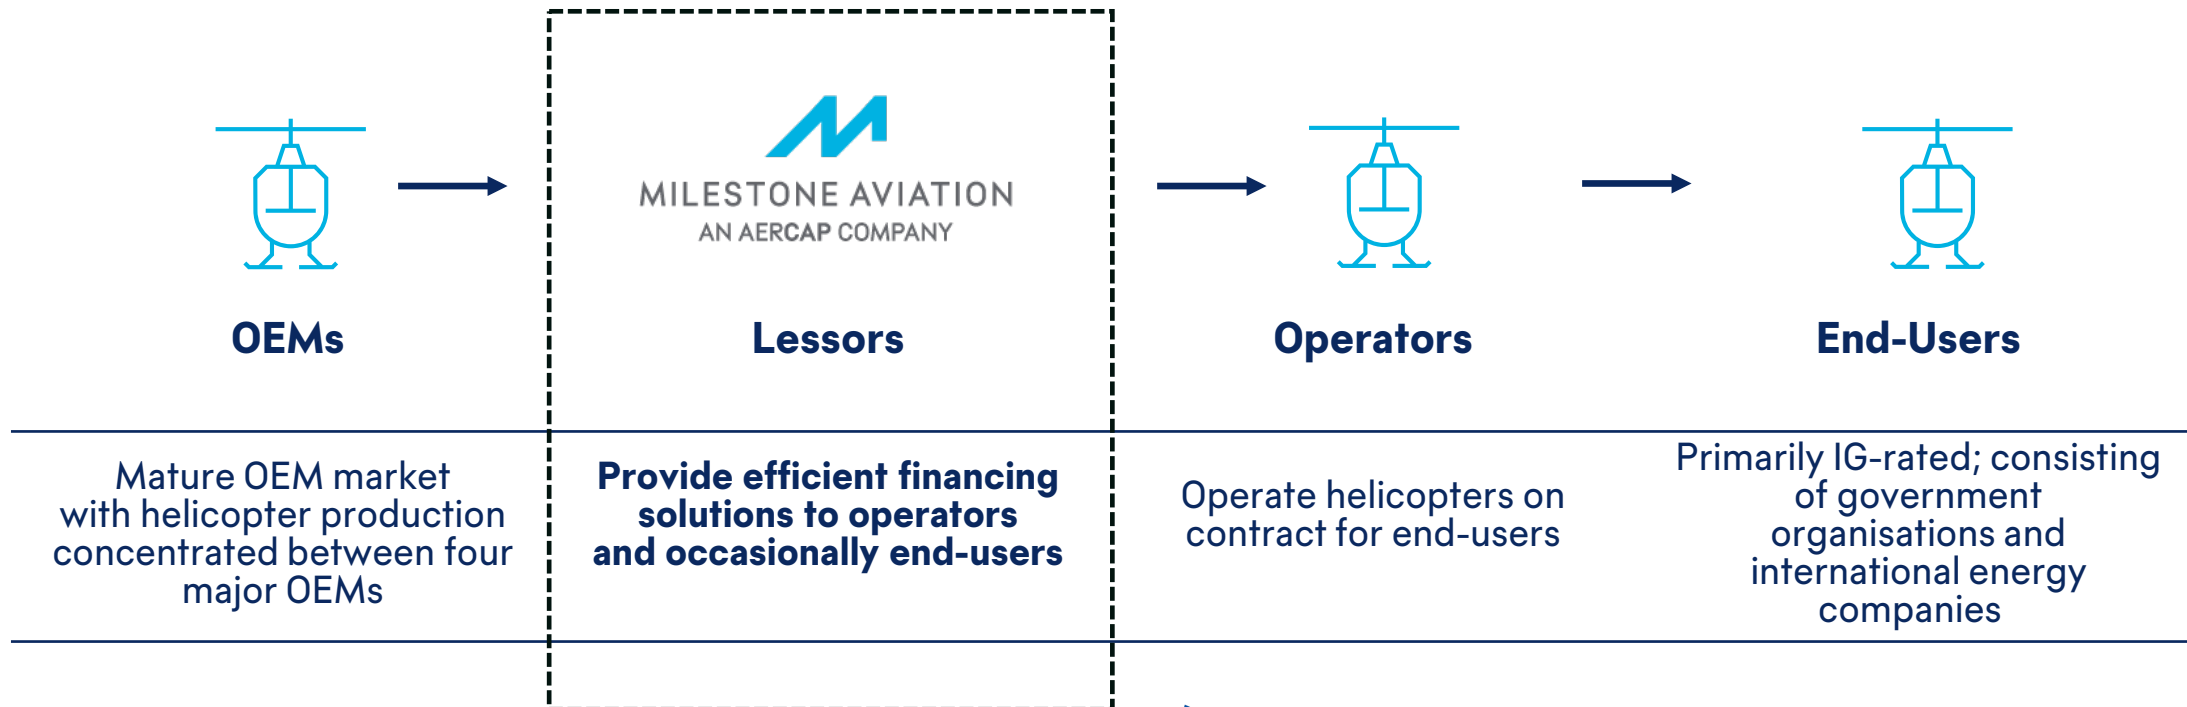 MILESTONE AVIATION
AN AERCAP COMPANY
OEMs
Lessors
Operators
End-Users
Mature OEM market
with helicopter production
concentrated between four
major OEMs
Provide efficient financing
solutions to operators
and occasionally end-users
Operate helicopters on
contract for end-users
Primarily IG-rated; consisting
of government
organisations and
international energy
companies